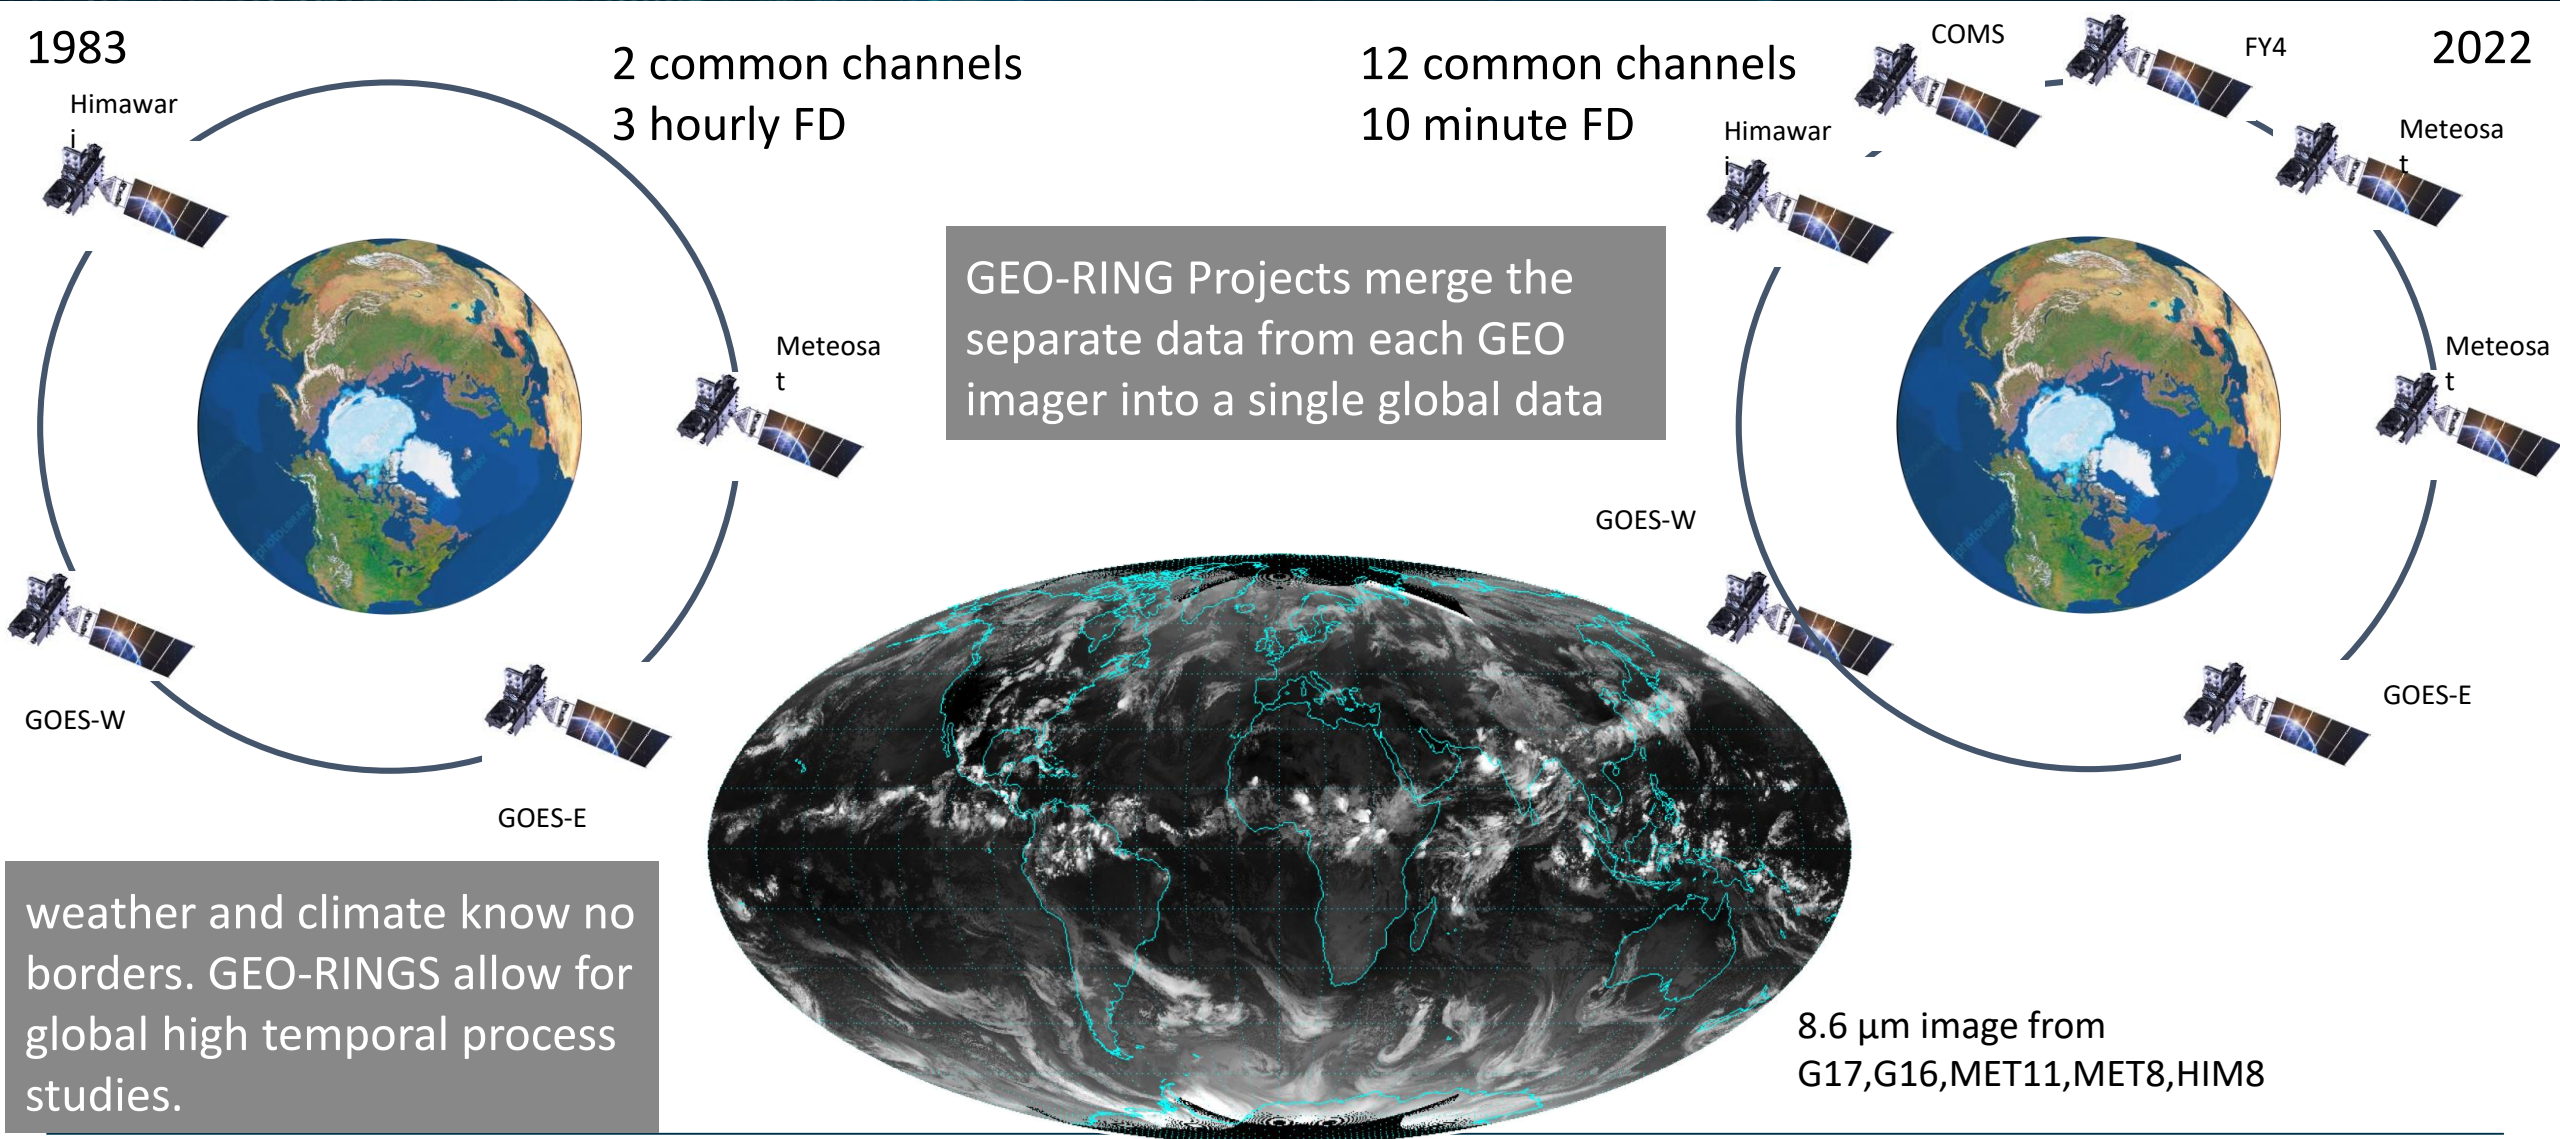 1983
2 common channels
3 hourly FD
Himawar
i
Meteosa
t
GOES-W
GOES-E
12 common channels
10 minute FD
COMS
FY4
2022
Himawar
i
Meteosa
t
Meteosa
t
GOES-W
GOES-E
GEO-RING Projects merge the
separate data from each GEO
imager into a single global data
weather and climate know no
borders. GEO-RINGS allow for
global high temporal process
studies.
8.6 µm image from
G17,G16,MET11,MET8,HIM8